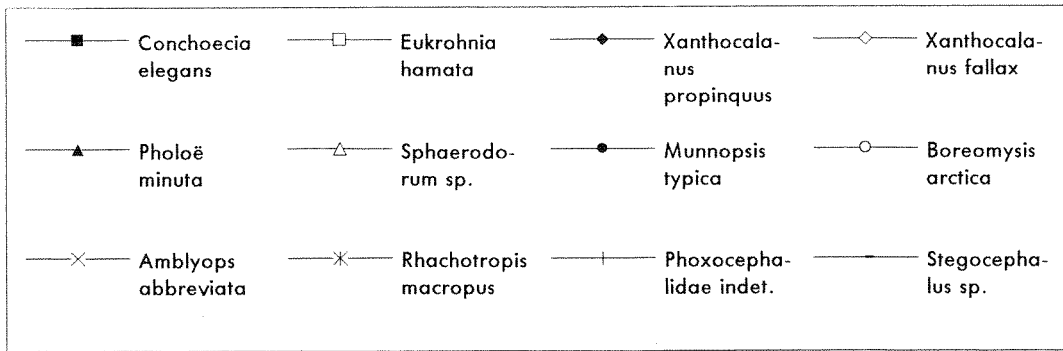 Conchoecia
elegans
Eukrohnia
hamata
Xanthocala-
nus
propinquus
Xanthocala-
nus fallax
Pholoë
minuta
Sphaerodo-
rum sp.
Munnopsis
typica
Boreomysis
arctica
Amblyops
abbreviata
Rhachotropis
macropus
Phoxocepha-
lidae indet.
Stegocepha-
lus sp.